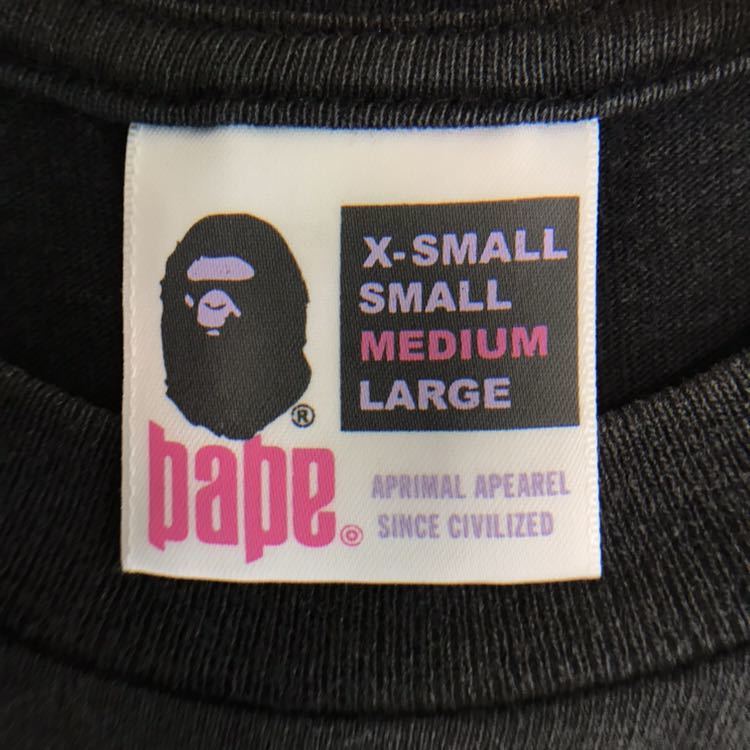 X-SMALL
SMALL
MEDIUM
LARGE
®
bape®
APRIMAL APEAREL
SINCE CIVILIZED